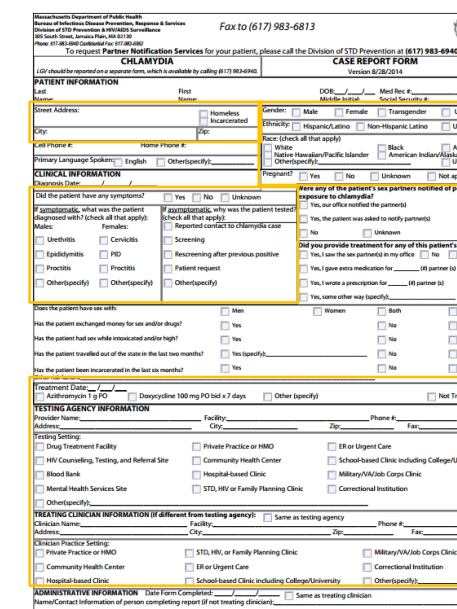 Massachusetts Department of Public Health
Bureau of Infectious Disease Prevention, Response & Services
Division of STD Prevention & HIV/AIDS Surveillance
305 South Street, Jamaica Plain, MA 02130
Phone: 617-983-6940 Confidential Fax: 617-983-6962
Fax to (617) 983-6813
To request Partner Notification Services for your patient, please call the Division of STD Prevention at (617) 983-6940
CHLAMYDIA
LGV should be reported on a separate form, which is available by calling (617) 983-6940.
CASE REPORT FORM
Version 8/28/2014
PATIENT INFORMATION
Last Name: First Name: Middle Initial:
DOB:__/__/__ Med Rec #: Social Security #:
Street Address:
Homeless
Incarcerated
City: Zip:
Cell Phone #: Home Phone #:
Primary Language Spoken: English Other(specify):
Gender: Male Female Transgender U
Ethnicity: Hispanic/Latino Non-Hispanic Latino U
Race: (check all that apply)
White Black A
Native Hawaiian/Pacific Islander American Indian/Alaska
Other(specify): U
Pregnant? Yes No Unknown Not ap
CLINICAL INFORMATION
Diagnosis Date: / /
Did the patient have any symptoms? Yes No Unknown
If symptomatic, what was the patient diagnosed with? (check all that apply):
Males: Females:
Urethritis Cervicitis
Epididymitis PID
Proctitis Proctitis
Other(specify) Other(specify)
If asymptomatic, why was the patient tested? (check all that apply):
Reported contact to chlamydia case
Screening
Rescreening after previous positive
Patient request
Other(specify)
Were any of the patient's sex partners notified of p
exposure to chlamydia?
Yes, our office notified the partner(s)
Yes, the patient was asked to notify partner(s)
No Unknown
Did you provide treatment for any of this patient's
Yes, I saw the sex partner(s) in my office No
Yes, I gave extra medication for ______ (#) partner (s)
Yes, I wrote a prescription for ______ (#) partner (s)
Yes, some other way (specify):
Does the patient have sex with: Men Women Both
Has the patient exchanged money for sex and/or drugs? Yes No
Has the patient had sex while intoxicated and/or high? Yes No
Has the patient travelled out of the state in the last two months? Yes (specify): No
Has the patient been incarcerated in the last six months? Yes No
Treatment Date:__/__/__
Azithromycin 1 g PO Doxycycline 100 mg PO bid x 7 days Other (specify) Not Tr
TESTING AGENCY INFORMATION
Provider Name: Facility: Phone #:
Address: City: Zip: Fax:
Testing Setting:
Drug Treatment Facility Private Practice or HMO ER or Urgent Care
HIV Counseling, Testing, and Referral Site Community Health Center School-based Clinic including College/U
Blood Bank Hospital-based Clinic Military/VA/Job Corps Clinic
Mental Health Services Site STD, HIV or Family Planning Clinic Correctional Institution
Other(specify):
TREATING CLINICIAN INFORMATION (If different from testing agency): Same as testing agency
Clinician Name: Facility: Phone #:
Address: City: Zip: Fax:
Clinician Practice Setting:
Private Practice or HMO STD, HIV, or Family Planning Clinic Military/VA/Job Corps Clinic
Community Health Center ER or Urgent Care Correctional Institution
Hospital-based Clinic School-based Clinic including College/University Other(specify):
ADMINISTRATIVE INFORMATION Date Form Completed: __/__/__ Same as treating clinician
Name/Contact Information of person completing report (if not treating clinician):